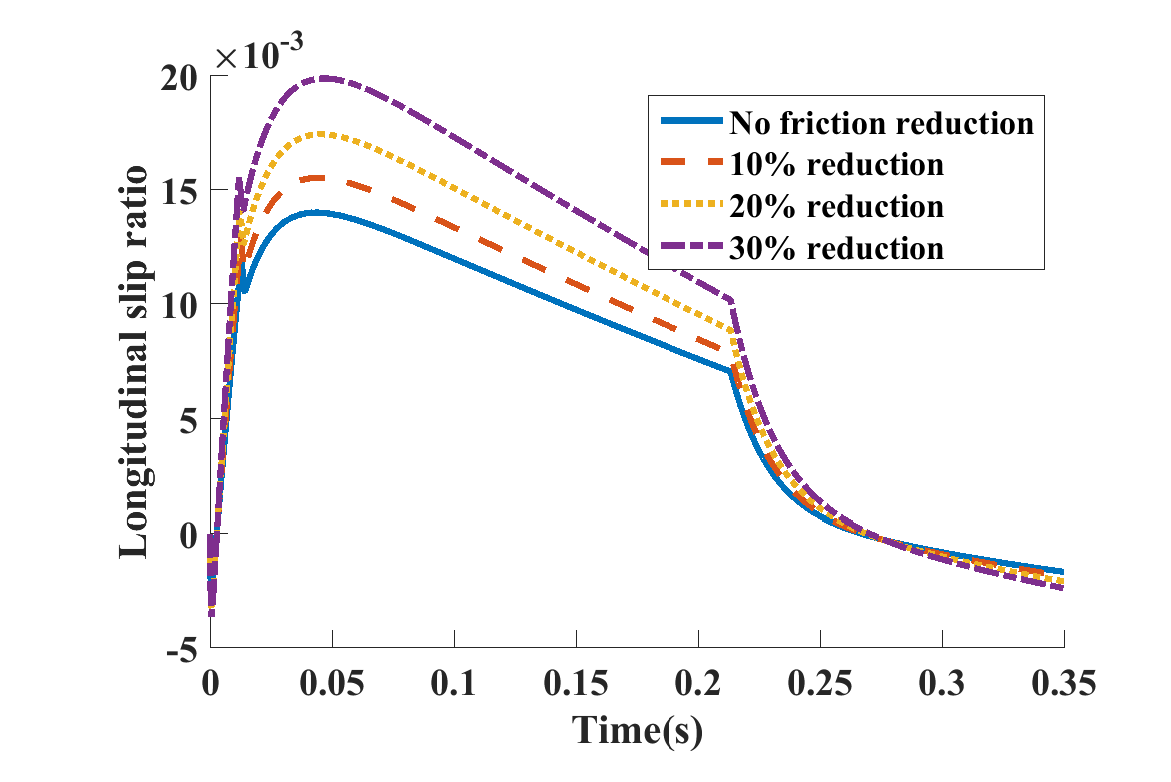 ×10-3
20
15
10
5
0
-5
Longitudinal slip ratio
No friction reduction
10% reduction
20% reduction
30% reduction
0 0.05 0.1 0.15 0.2 0.25 0.3 0.35
Time(s)